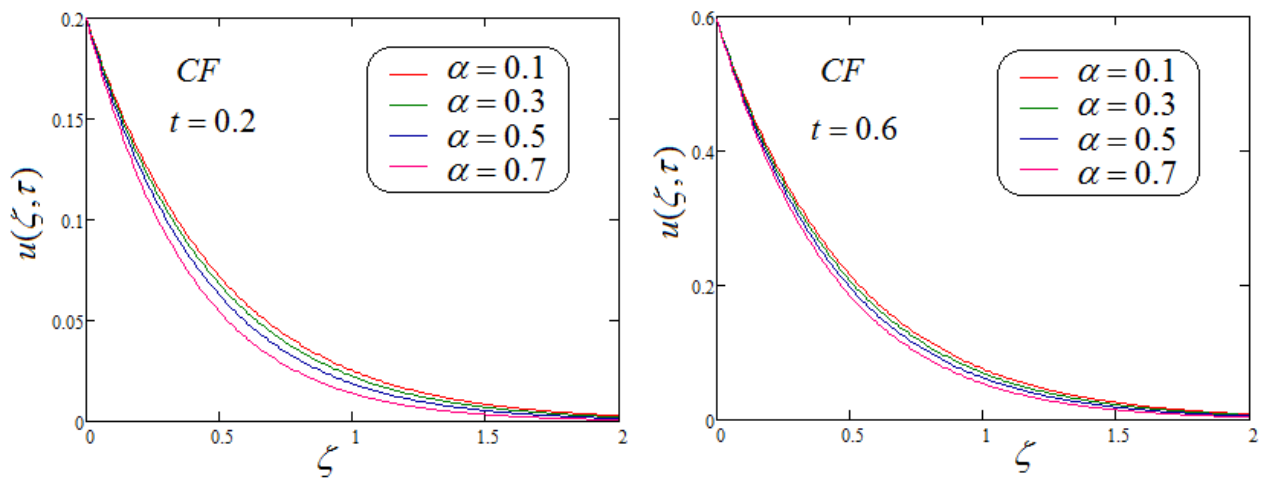 0.2
0.15
0.1
0.05
0
u(ζ,τ)
CF
t = 0.2
α = 0.1
α = 0.3
α = 0.5
α = 0.7
0 0.5 1 1.5 2
ζ
0.6
0.4
0.2
0
u(ζ,τ)
CF
t = 0.6
α = 0.1
α = 0.3
α = 0.5
α = 0.7
0 0.5 1 1.5 2
ζ